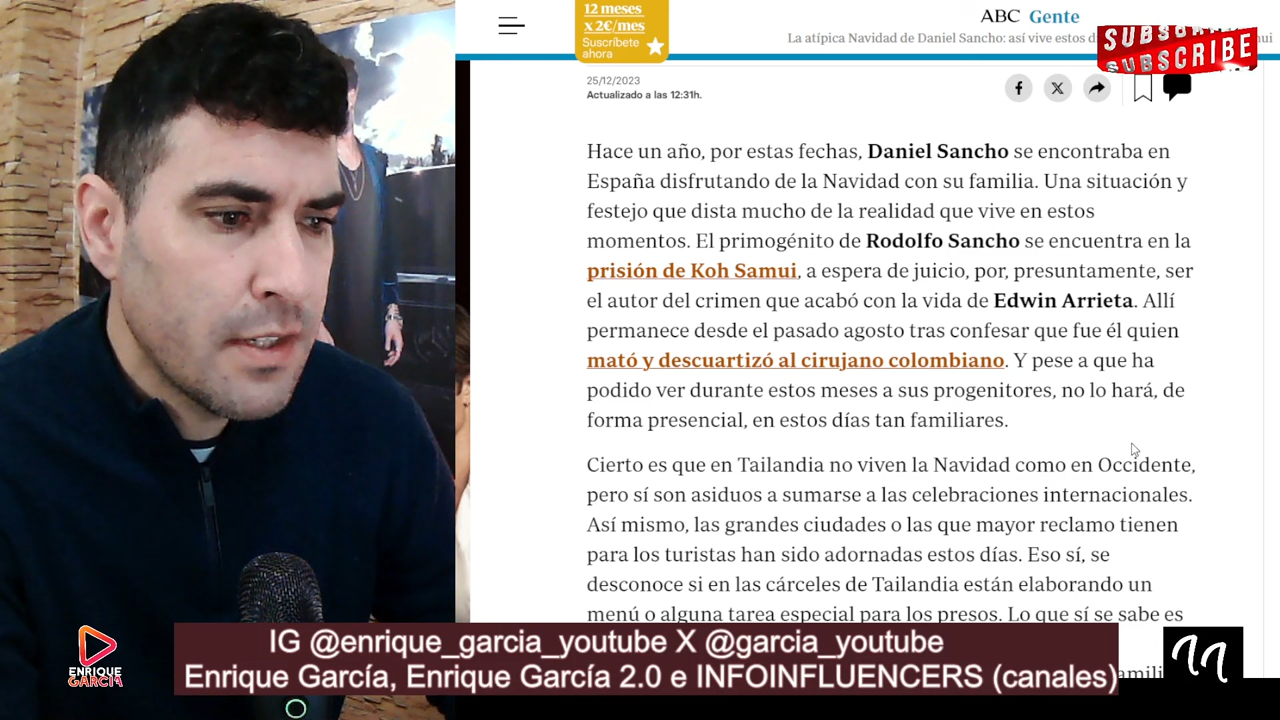 12 meses
x 2€/mes
Suscríbete
ahora
ABC Gente
La atípica Navidad de Daniel Sancho: así vive estos d
SUBSCRIBE
SUBSCRIBE
25/12/2023
Actualizado a las 12:31h.
Hace un año, por estas fechas, Daniel Sancho se encontraba en
España disfrutando de la Navidad con su familia. Una situación y
festejo que dista mucho de la realidad que vive en estos
momentos. El primogénito de Rodolfo Sancho se encuentra en la
prisión de Koh Samui, a espera de juicio, por, presuntamente, ser
el autor del crimen que acabó con la vida de Edwin Arrieta. Allí
permanece desde el pasado agosto tras confesar que fue él quien
mató y descuartizó al cirujano colombiano. Y pese a que ha
podido ver durante estos meses a sus progenitores, no lo hará, de
forma presencial, en estos días tan familiares.
Cierto es que en Tailandia no viven la Navidad como en Occidente,
pero sí son asiduos a sumarse a las celebraciones internacionales.
Así mismo, las grandes ciudades o las que mayor reclamo tienen
para los turistas han sido adornadas estos días. Eso sí, se
desconoce si en las cárceles de Tailandia están elaborando un
menú o alguna tarea especial para los presos. Lo que sí se sabe es
IG @enrique_garcia_youtube X @garcia_youtube
Enrique García, Enrique García 2.0 e INFOINFLUENCERS (canales)
ENRIQUE
GARCÍA